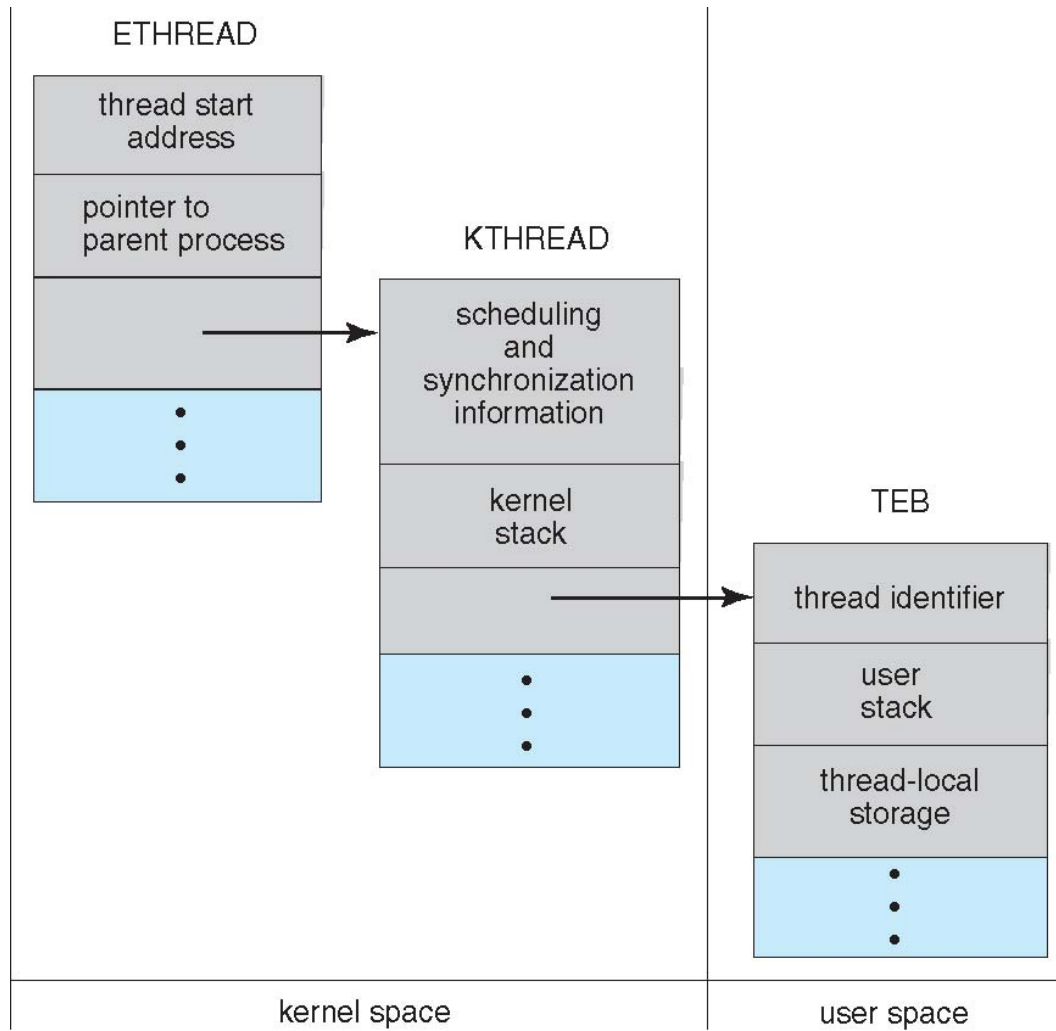 ETHREAD
thread start
address
pointer to
parent process
KTHREAD
scheduling
and
synchronization
information
kernel
stack
TEB
thread identifier
user
stack
thread-local
storage
kernel space
user space